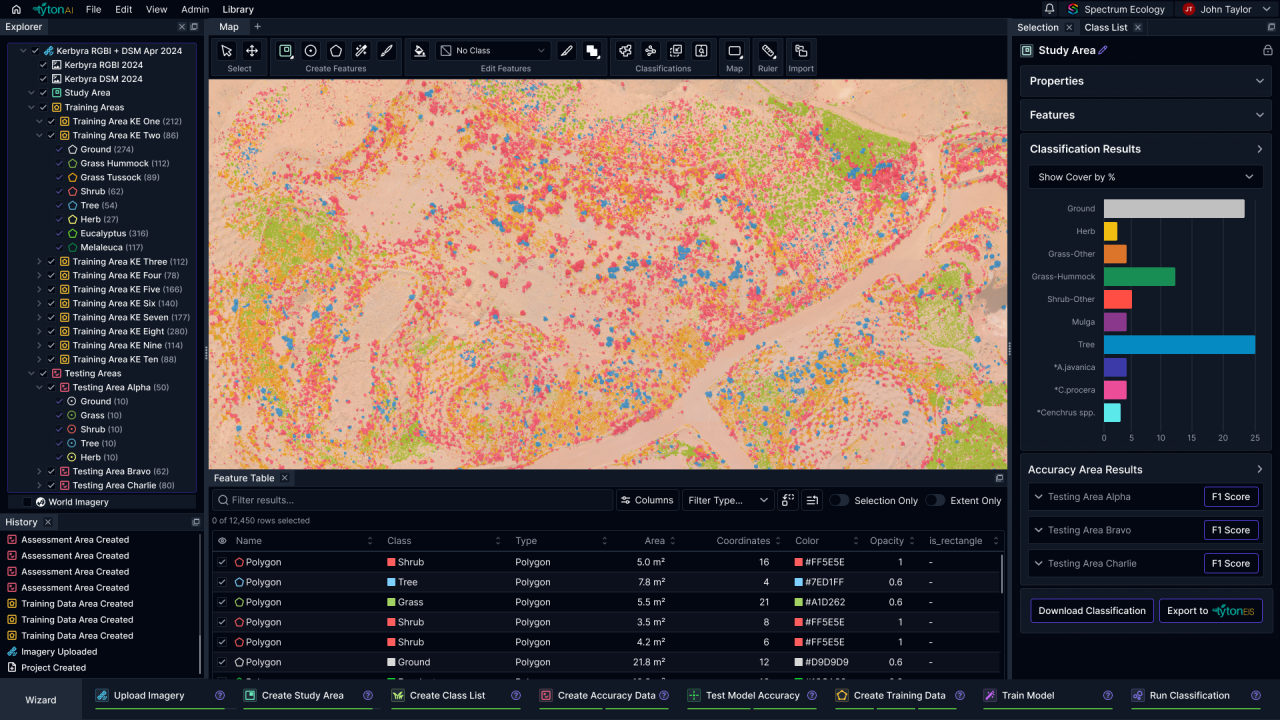 tytonAI File Edit View Admin Library Spectrum Ecology JT John Taylor
Explorer
Kerbyra RGBI + DSM Apr 2024
Kerbyra RGBI 2024
Kerbyra DSM 2024
Study Area
Training Areas
Training Area KE One (212)
Training Area KE Two (86)
Ground (274)
Grass Hummock (112)
Grass Tussock (89)
Shrub (62)
Tree (54)
Herb (27)
Eucalyptus (316)
Melaleuca (117)
Training Area KE Three (112)
Training Area KE Four (78)
Training Area KE Five (166)
Training Area KE Six (140)
Training Area KE Seven (177)
Training Area KE Eight (280)
Training Area KE Nine (114)
Training Area KE Ten (88)
Testing Areas
Testing Area Alpha (50)
Ground (10)
Grass (10)
Shrub (10)
Tree (10)
Herb (10)
Testing Area Bravo (62)
Testing Area Charlie (80)
World Imagery
History
Assessment Area Created
Assessment Area Created
Assessment Area Created
Assessment Area Created
Training Data Area Created
Training Data Area Created
Training Data Area Created
Imagery Uploaded
Project Created
Map +
No Class
Select Create Features Edit Features Classifications Map Ruler Import
Feature Table
Filter results... Columns Filter Type... Selection Only Extent Only
0 of 12,450 rows selected
Name Class Type Area Coordinates Color Opacity is_rectangle
Polygon Shrub Polygon 5.0 m² 16 #FF5E5E 1 -
Polygon Tree Polygon 7.8 m² 4 #7ED1FF 0.6 -
Polygon Grass Polygon 5.5 m² 21 #A1D262 0.6 -
Polygon Shrub Polygon 3.5 m² 8 #FF5E5E 1 -
Polygon Shrub Polygon 4.2 m² 6 #FF5E5E 1 -
Polygon Ground Polygon 21.8 m² 12 #D9D9D9 0.6 -
Selection Class List
Study Area
Properties
Features
Classification Results
Show Cover by %
Ground
Herb
Grass-Other
Grass-Hummock
Shrub-Other
Mulga
Tree
*A.javanica
*C.procera
*Cenchrus spp.
0 5 10 15 20 25
Accuracy Area Results
Testing Area Alpha F1 Score
Testing Area Bravo F1 Score
Testing Area Charlie F1 Score
Download Classification Export to tytonEIS
Wizard Upload Imagery ? Create Study Area ? Create Class List ? Create Accuracy Data ? Test Model Accuracy ? Create Training Data ? Train Model ? Run Classification ?